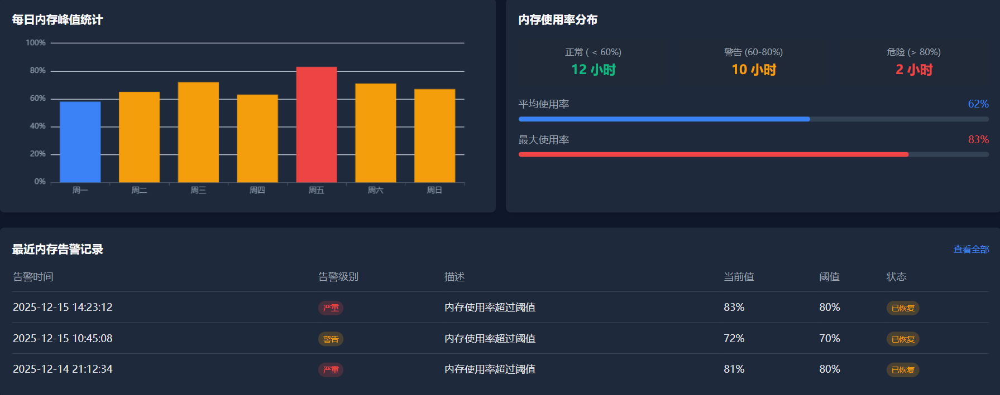 每日内存峰值统计
100%
80%
60%
40%
20%
0%
周一 周二 周三 周四 周五 周六 周日
内存使用率分布
正常 ( < 60%) 警告 (60-80%) 危险 (> 80%)
12 小时 10 小时 2 小时
平均使用率 62%
最大使用率 83%
最近内存告警记录 查看全部
告警时间 告警级别 描述 当前值 阈值 状态
2025-12-15 14:23:12 严重 内存使用率超过阈值 83% 80% 已恢复
2025-12-15 10:45:08 警告 内存使用率超过阈值 72% 70% 已恢复
2025-12-14 21:12:34 严重 内存使用率超过阈值 81% 80% 已恢复